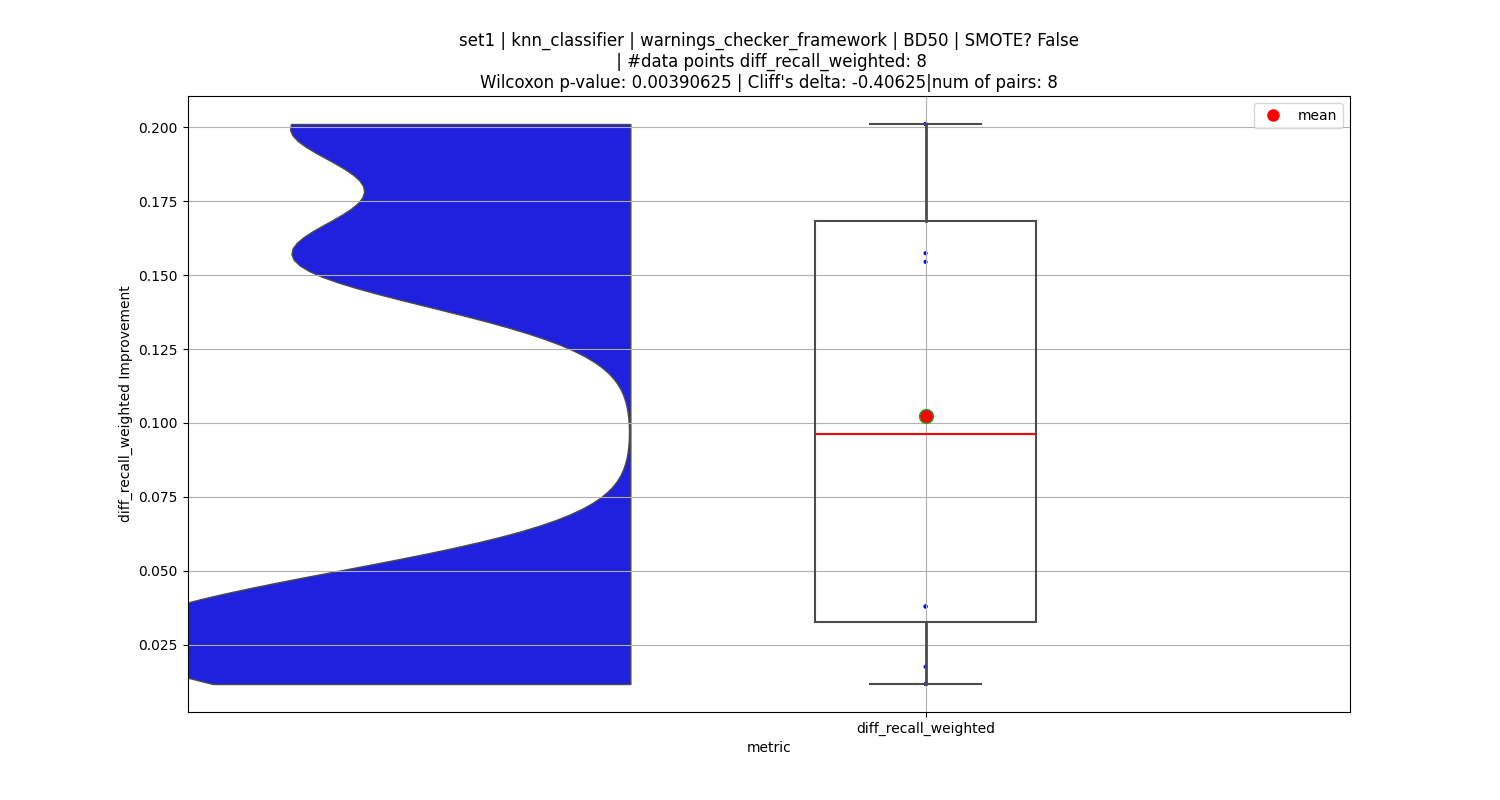 set1 | knn_classifier | warnings_checker_framework | BD50 | SMOTE? False
| #data points diff_recall_weighted: 8
Wilcoxon p-value: 0.00390625 | Cliff's delta: -0.40625|num of pairs: 8
mean
0.200
0.175
0.150
0.125
0.100
0.075
0.050
0.025
diff_recall_weighted Improvement
diff_recall_weighted
metric